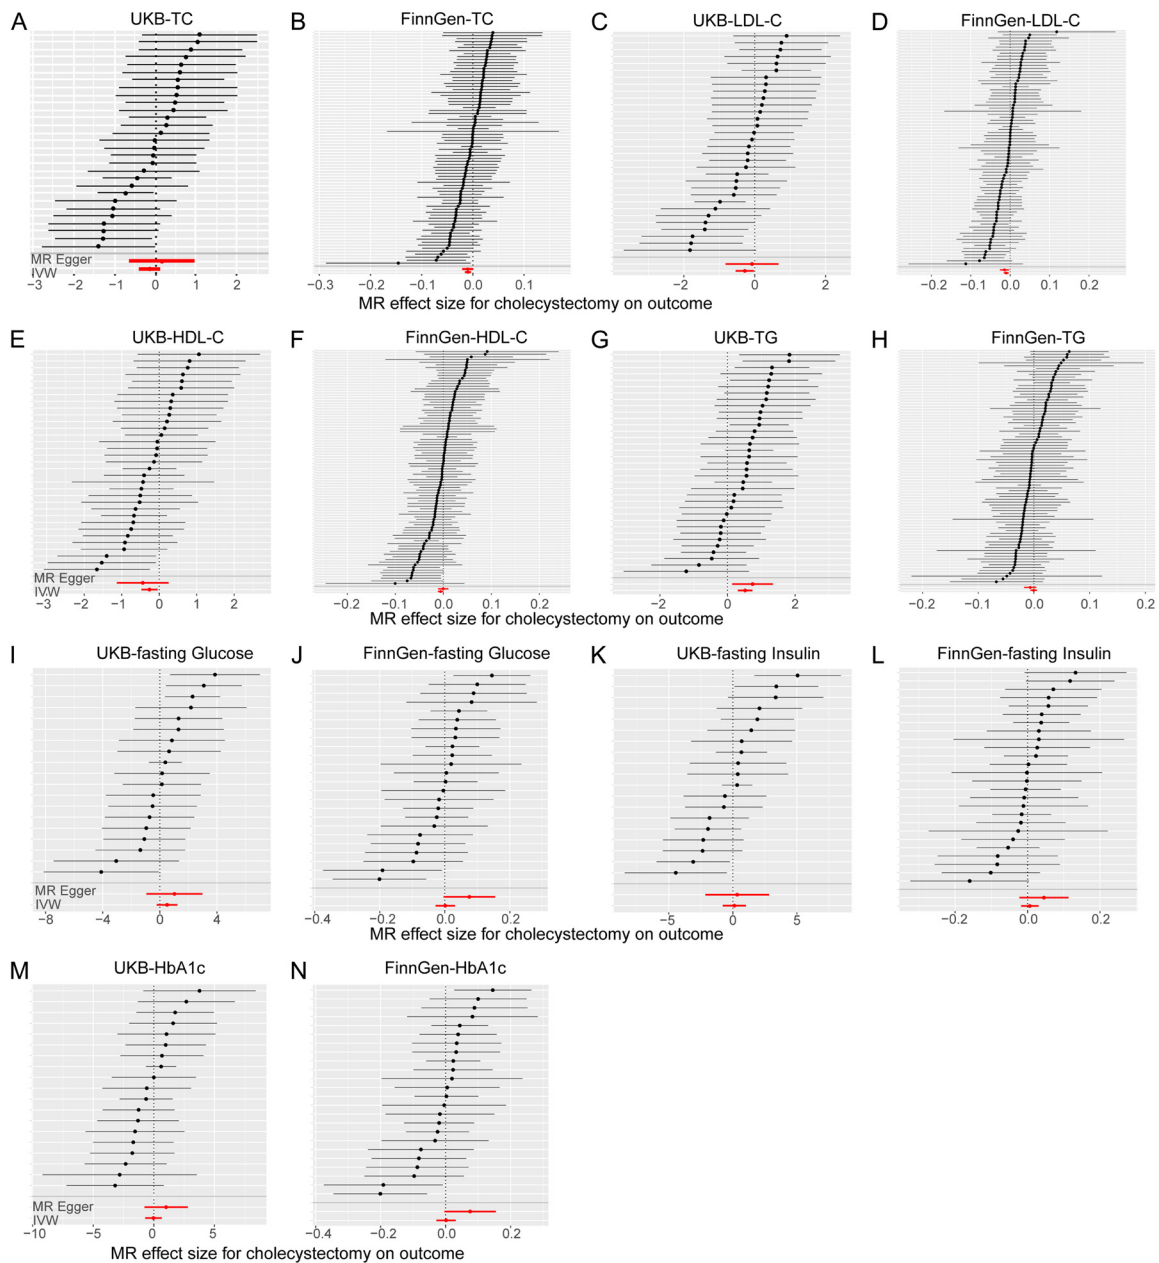 A UKB-TC B FinnGen-TC C UKB-LDL-C D FinnGen-LDL-C
MR Egger
IVW
−3 −2 −1 0 1 2 −0.3 −0.2 −0.1 0.0 0.1 −2 0 2 −0.2 −0.1 0.0 0.1 0.2
MR effect size for cholecystectomy on outcome
E UKB-HDL-C F FinnGen-HDL-C G UKB-TG H FinnGen-TG
MR Egger
IVW
−3 −2 −1 0 1 2 −0.2 −0.1 0.0 0.1 0.2 −2 0 2 −0.2 −0.1 0.0 0.1 0.2
MR effect size for cholecystectomy on outcome
I UKB-fasting Glucose J FinnGen-fasting Glucose K UKB-fasting Insulin L FinnGen-fasting Insulin
MR Egger
IVW
−8 −4 0 4 −0.4 −0.2 0.0 0.2 −5 0 5 −0.2 0.0 0.2
MR effect size for cholecystectomy on outcome
M UKB-HbA1c N FinnGen-HbA1c
MR Egger
IVW
−10 −5 0 5 −0.4 −0.2 0.0 0.2
MR effect size for cholecystectomy on outcome